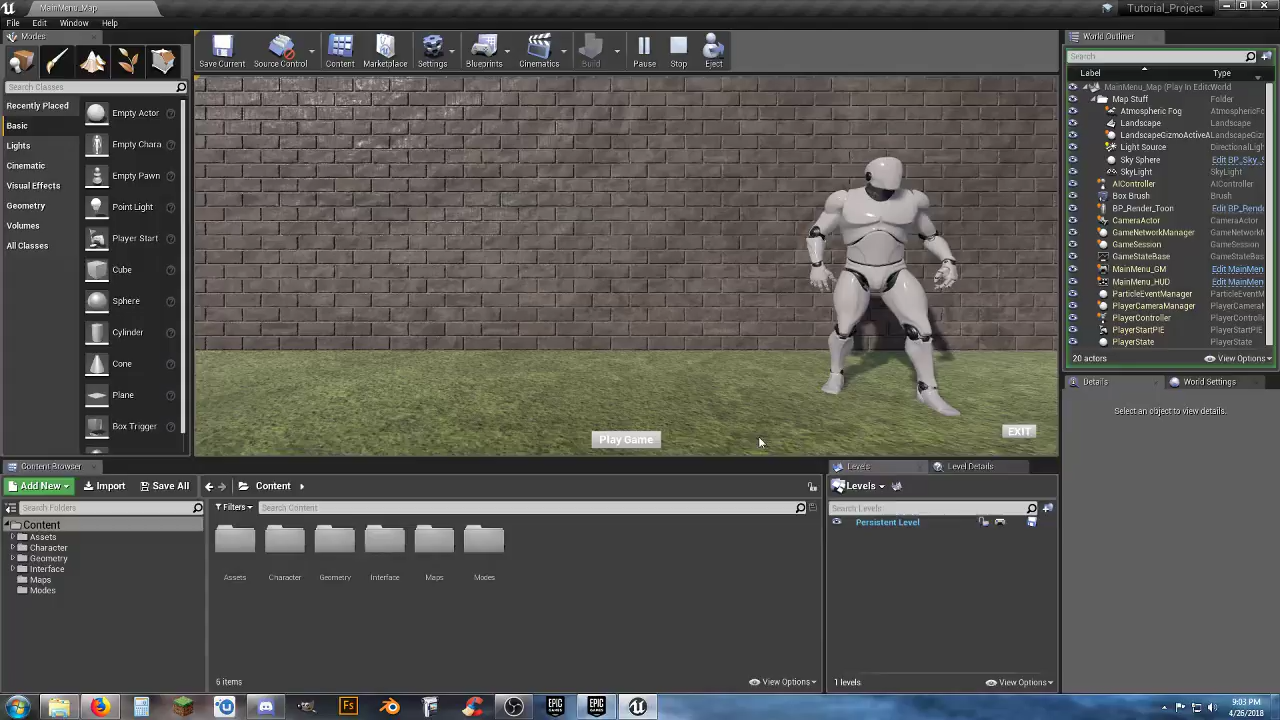 MainMenu_Map
Tutorial_Project
File Edit Window Help
Modes
Search Classes
Recently Placed
Basic
Lights
Cinematic
Visual Effects
Geometry
Volumes
All Classes
Empty Actor
Empty Chara
Empty Pawn
Point Light
Player Start
Cube
Sphere
Cylinder
Cone
Plane
Box Trigger
Save Current Source Control Content Marketplace Settings Blueprints Cinematics Build Pause Stop Eject
Play Game
EXIT
World Outliner
Search
Label Type
MainMenu_Map (Play In Editor World
Map Stuff Folder
Atmospheric Fog AtmosphericFo
Landscape Landscape
LandscapeGizmoActiveA LandscapeGiz
Light Source DirectionalLigh
Sky Sphere Edit BP_Sky_S
SkyLight SkyLight
AIController AIController
Box Brush Brush
BP_Render_Toon Edit BP_Rende
CameraActor CameraActor
GameNetworkManager GameNetwork
GameSession GameSession
GameStateBase GameStateBas
MainMenu_GM Edit MainMen
MainMenu_HUD Edit MainMen
ParticleEventManager ParticleEventM
PlayerCameraManager PlayerCamera
PlayerController PlayerControlle
PlayerStartPIE PlayerStartPIE
PlayerState PlayerState
20 actors View Options
Details World Settings
Select an object to view details
Content Browser
Add New Import Save All Content
Search Folders
Filters Search Content
Content
Assets
Character
Geometry
Interface
Maps
Modes
Assets Character Geometry Interface Maps Modes
6 items View Options
Levels Level Details
Levels
Search Levels
Persistent Level
1 levels View Options
Fs
EPIC GAMES
EPIC GAMES
9:03 PM
4/26/2018